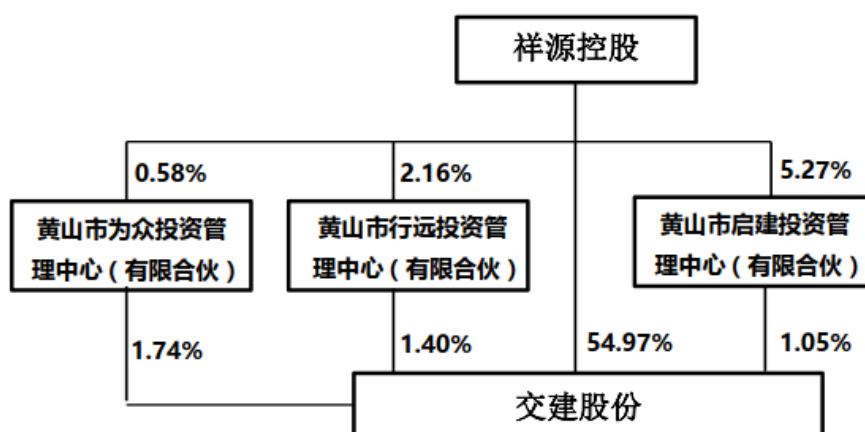 祥源控股
0.58%
2.16%
5.27%
黄山市为众投资管
理中心（有限合伙）
黄山市行远投资管
理中心（有限合伙）
黄山市启建投资管
理中心（有限合伙）
1.74%
1.40%
54.97%
1.05%
交建股份